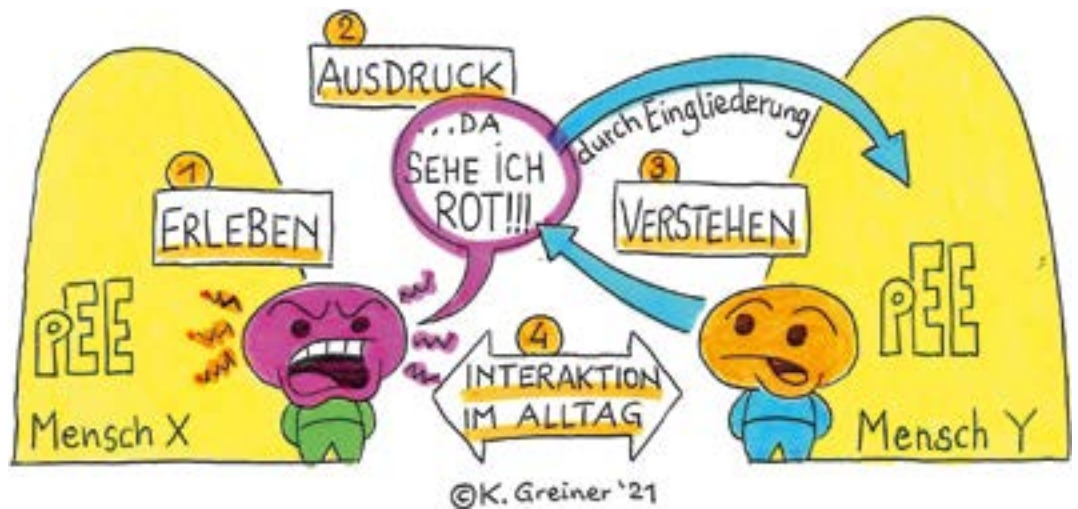 2
AUSDRUCK
...DA
SEHE ICH
ROT!!!
durch Eingliederung
1
ERLEBEN
3
VERSTEHEN
pEE
Mensch X
4
INTERAKTION
IM ALLTAG
pEE
Mensch Y
©K. Greiner '21